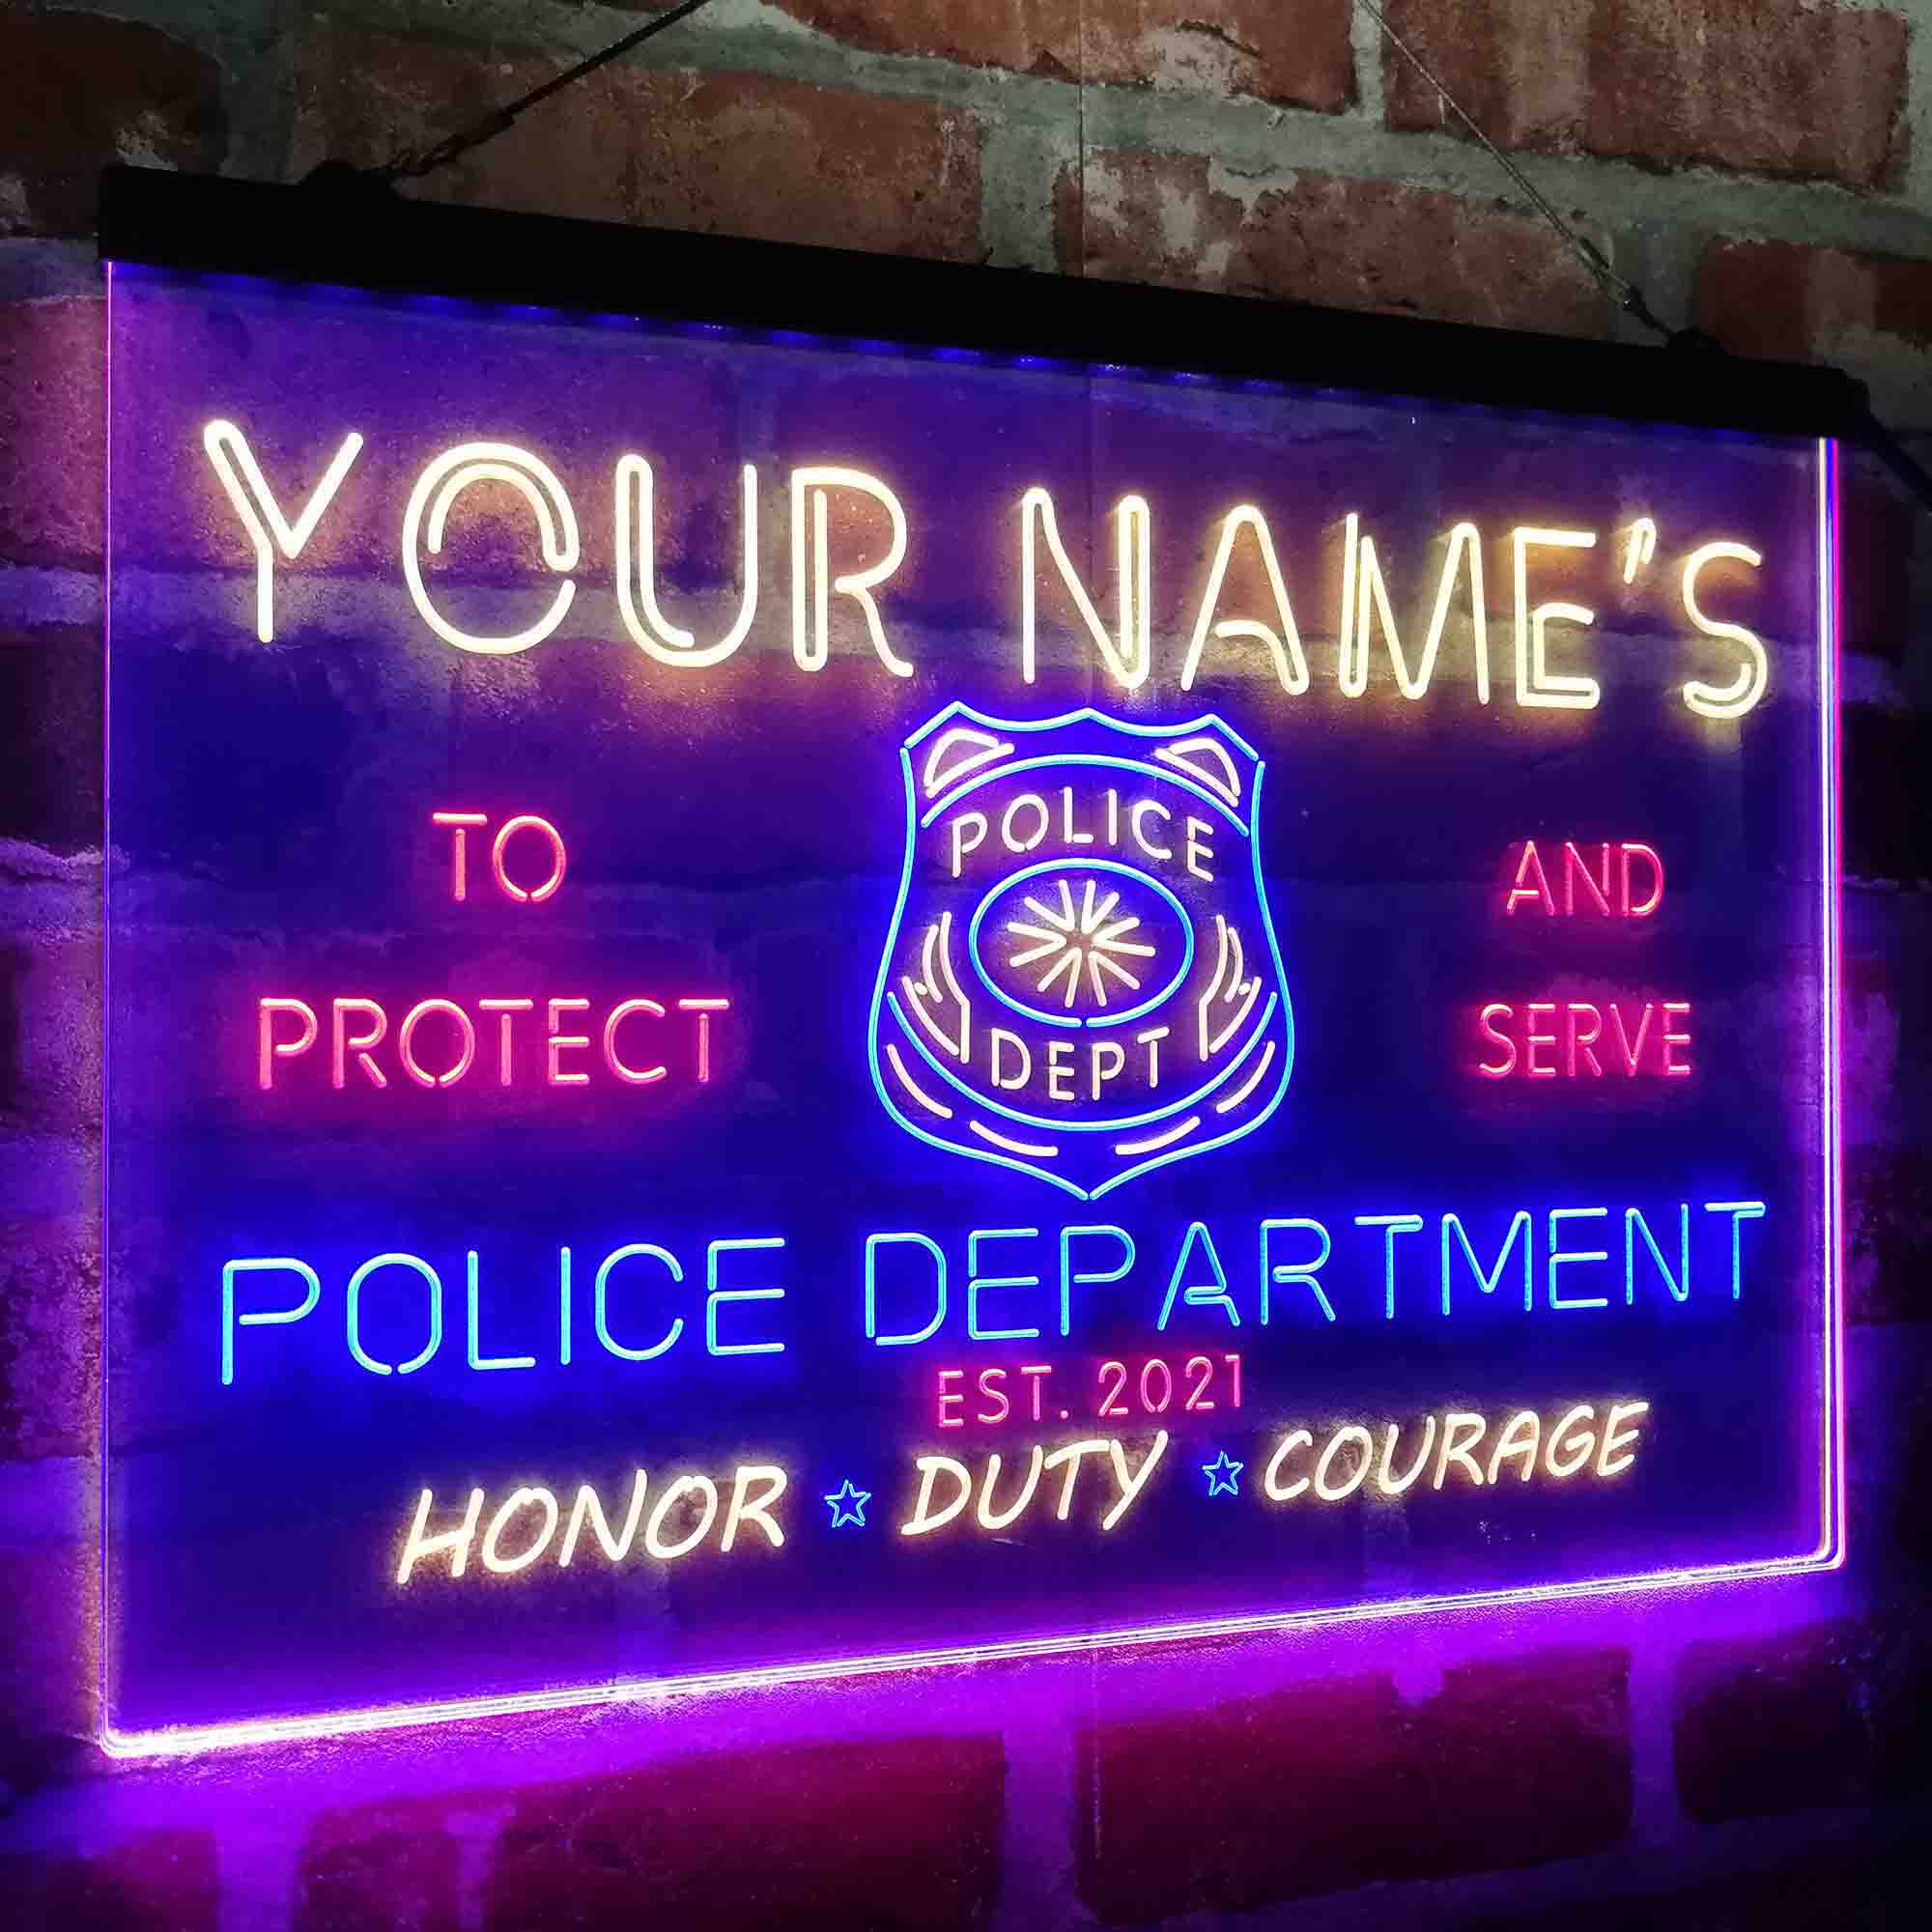 YOUR NAME'S
POLICE
DEPT
TO
PROTECT
AND
SERVE
POLICE DEPARTMENT
EST. 2021
HONOR ☆ DUTY ☆ COURAGE